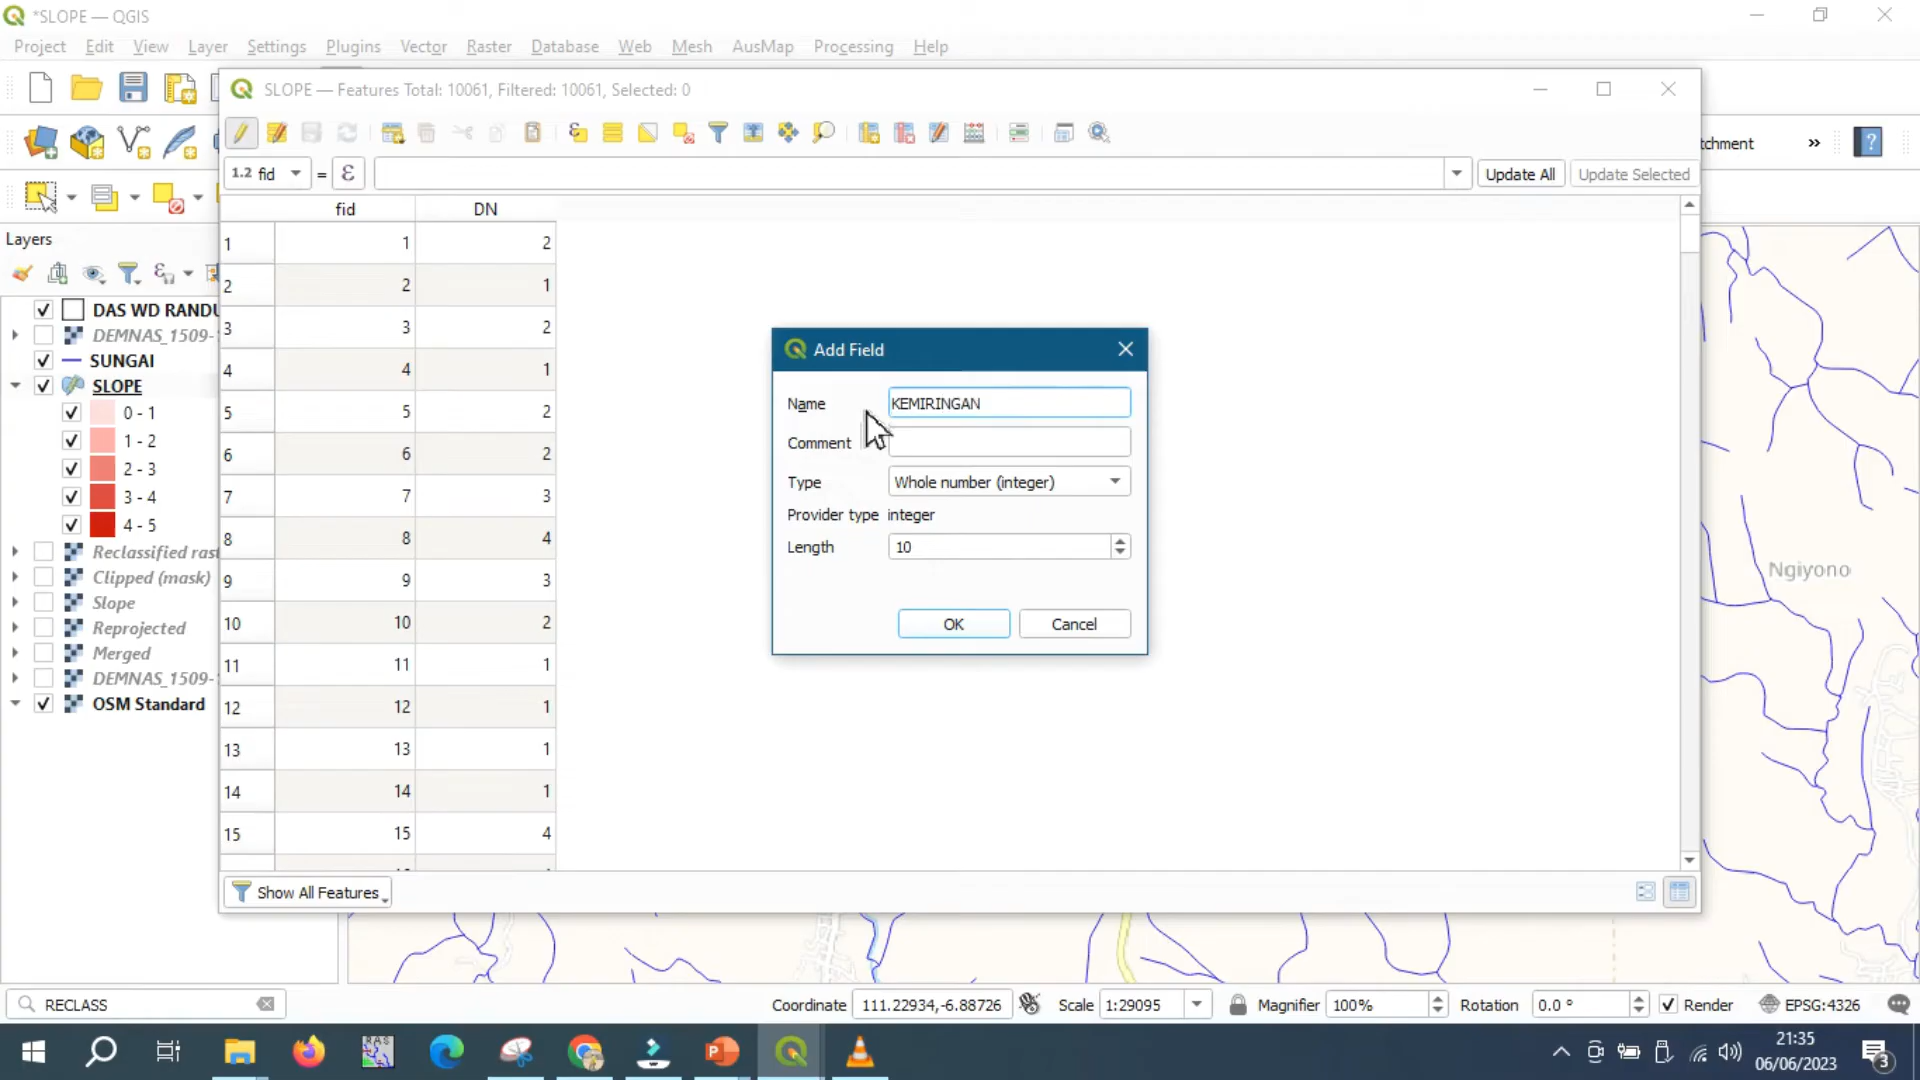 *SLOPE — QGIS
Project Edit View Layer Settings Plugins Vector Raster Database Web Mesh AusMap Processing Help
SLOPE — Features Total: 10061, Filtered: 10061, Selected: 0
tchment »
1.2 fid = ε Update All Update Selected
fid DN
1 1 2
2 2 1
3 3 2
4 4 1
5 5 2
6 6 2
7 7 3
8 8 4
9 9 3
10 10 2
11 11 1
12 12 1
13 13 1
14 14 1
15 15 4
Show All Features
Layers
DAS WD RANDU
DEMNAS_1509-
SUNGAI
SLOPE
0 - 1
1 - 2
2 - 3
3 - 4
4 - 5
Reclassified rast
Clipped (mask)
Slope
Reprojected
Merged
DEMNAS_1509-
OSM Standard
Add Field
Name KEMIRINGAN
Comment
Type Whole number (integer)
Provider type integer
Length 10
OK Cancel
Ngiyono
RECLASS
Coordinate 111.22934,-6.88726 Scale 1:29095 Magnifier 100% Rotation 0.0 ° Render EPSG:4326
21:35
06/06/2023
3